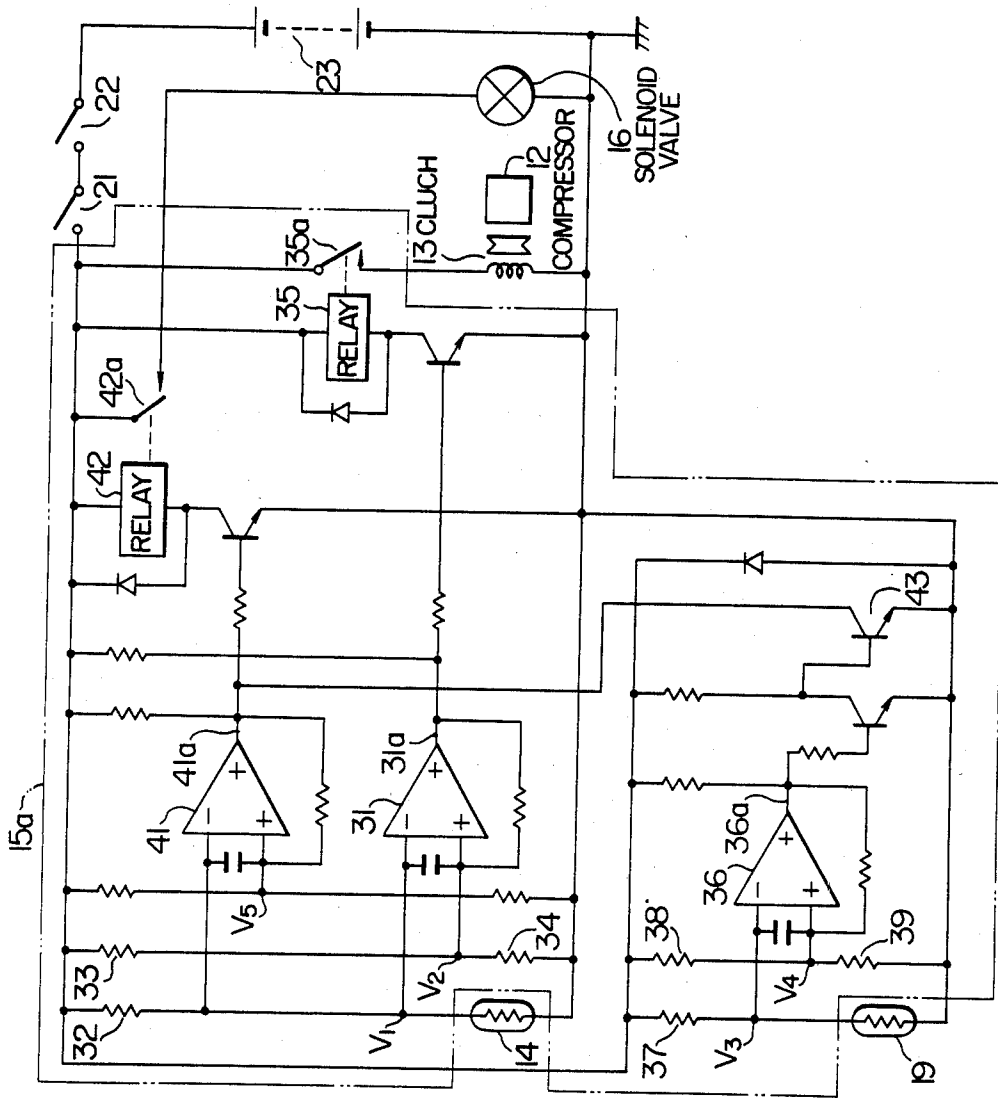 15a
22
21
23
42a
42
RELAY
35
RELAY
35a
13 CLUCH
12
COMPRESSOR
16
SOLENOID
VALVE
41
41a
-
+
+
31
31a
-
+
+
V5
33
32
V2
34
V1
14
43
36
36a
-
+
+
38
39
V4
37
V3
19